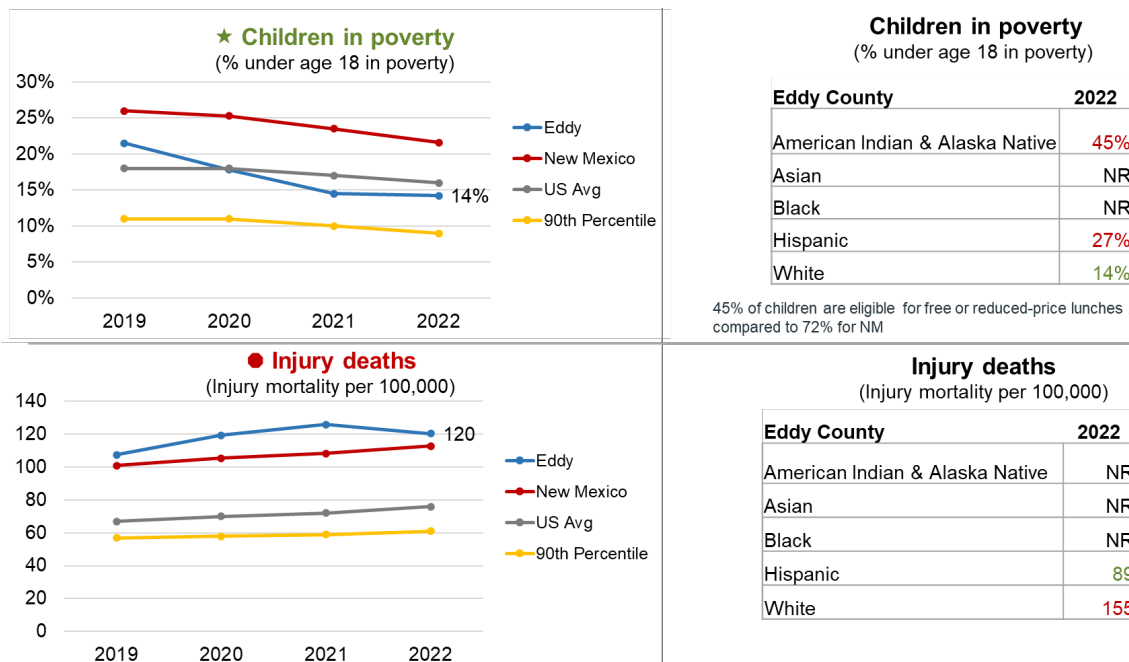 ★ Children in poverty
(% under age 18 in poverty)
30%
25%
20%
15%
10%
5%
0%
14%
2019 2020 2021 2022
Eddy
New Mexico
US Avg
90th Percentile
Children in poverty
(% under age 18 in poverty)
Eddy County 2022
American Indian & Alaska Native 45%
Asian NR
Black NR
Hispanic 27%
White 14%
45% of children are eligible for free or reduced-price lunches
compared to 72% for NM
Injury deaths
(Injury mortality per 100,000)
140
120
100
80
60
40
20
0
120
2019 2020 2021 2022
Eddy
New Mexico
US Avg
90th Percentile
Injury deaths
(Injury mortality per 100,000)
Eddy County 2022
American Indian & Alaska Native NR
Asian NR
Black NR
Hispanic 89
White 155